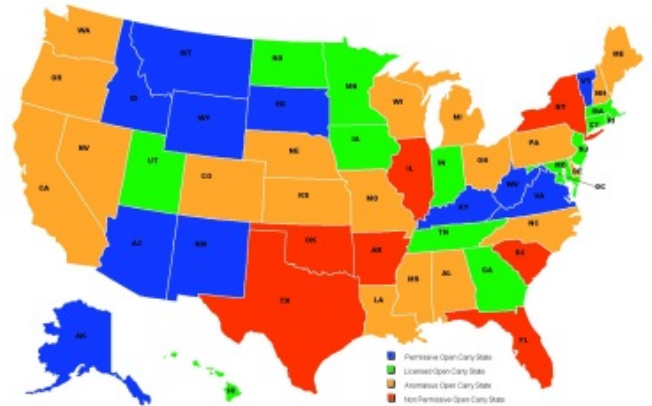 WA
MT
ND
ME
OR
MN
VT
NH
ID
SD
WI
NY
MA
WY
MI
CT
RI
IA
PA
NJ
NV
NE
OH
UT
IL
IN
DE
CO
WV
DC
CA
KS
MO
VA
KY
NC
TN
AZ
NM
OK
AR
SC
MS
AL
GA
TX
LA
AK
FL
HI
Permissive Open Carry State
Licensed Open Carry State
Anomalous Open Carry State
Non Permissive Open Carry State